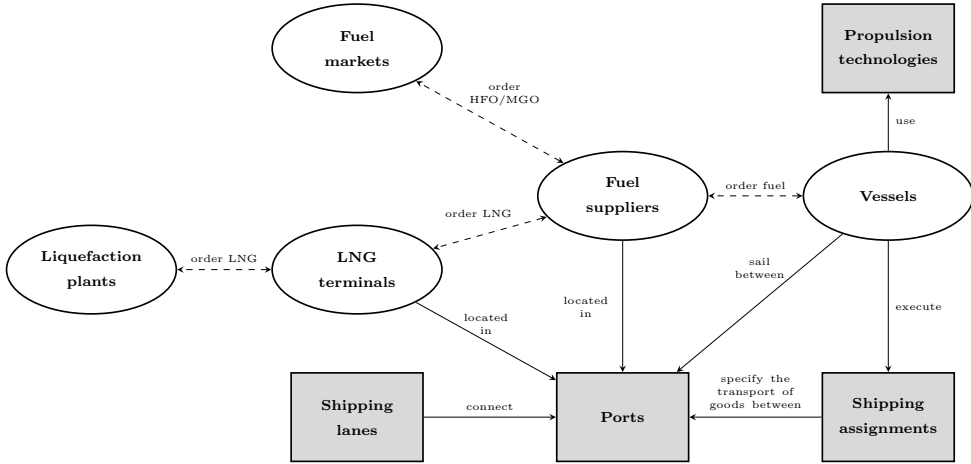 Fuel
markets
Propulsion
technologies
order
HFO/MGO
use
Fuel
suppliers
order fuel
Vessels
order LNG
Liquefaction
plants
order LNG
LNG
terminals
sail
between
located
in
located
in
execute
specify the
transport of
goods between
Shipping
lanes
connect
Ports
Shipping
assignments